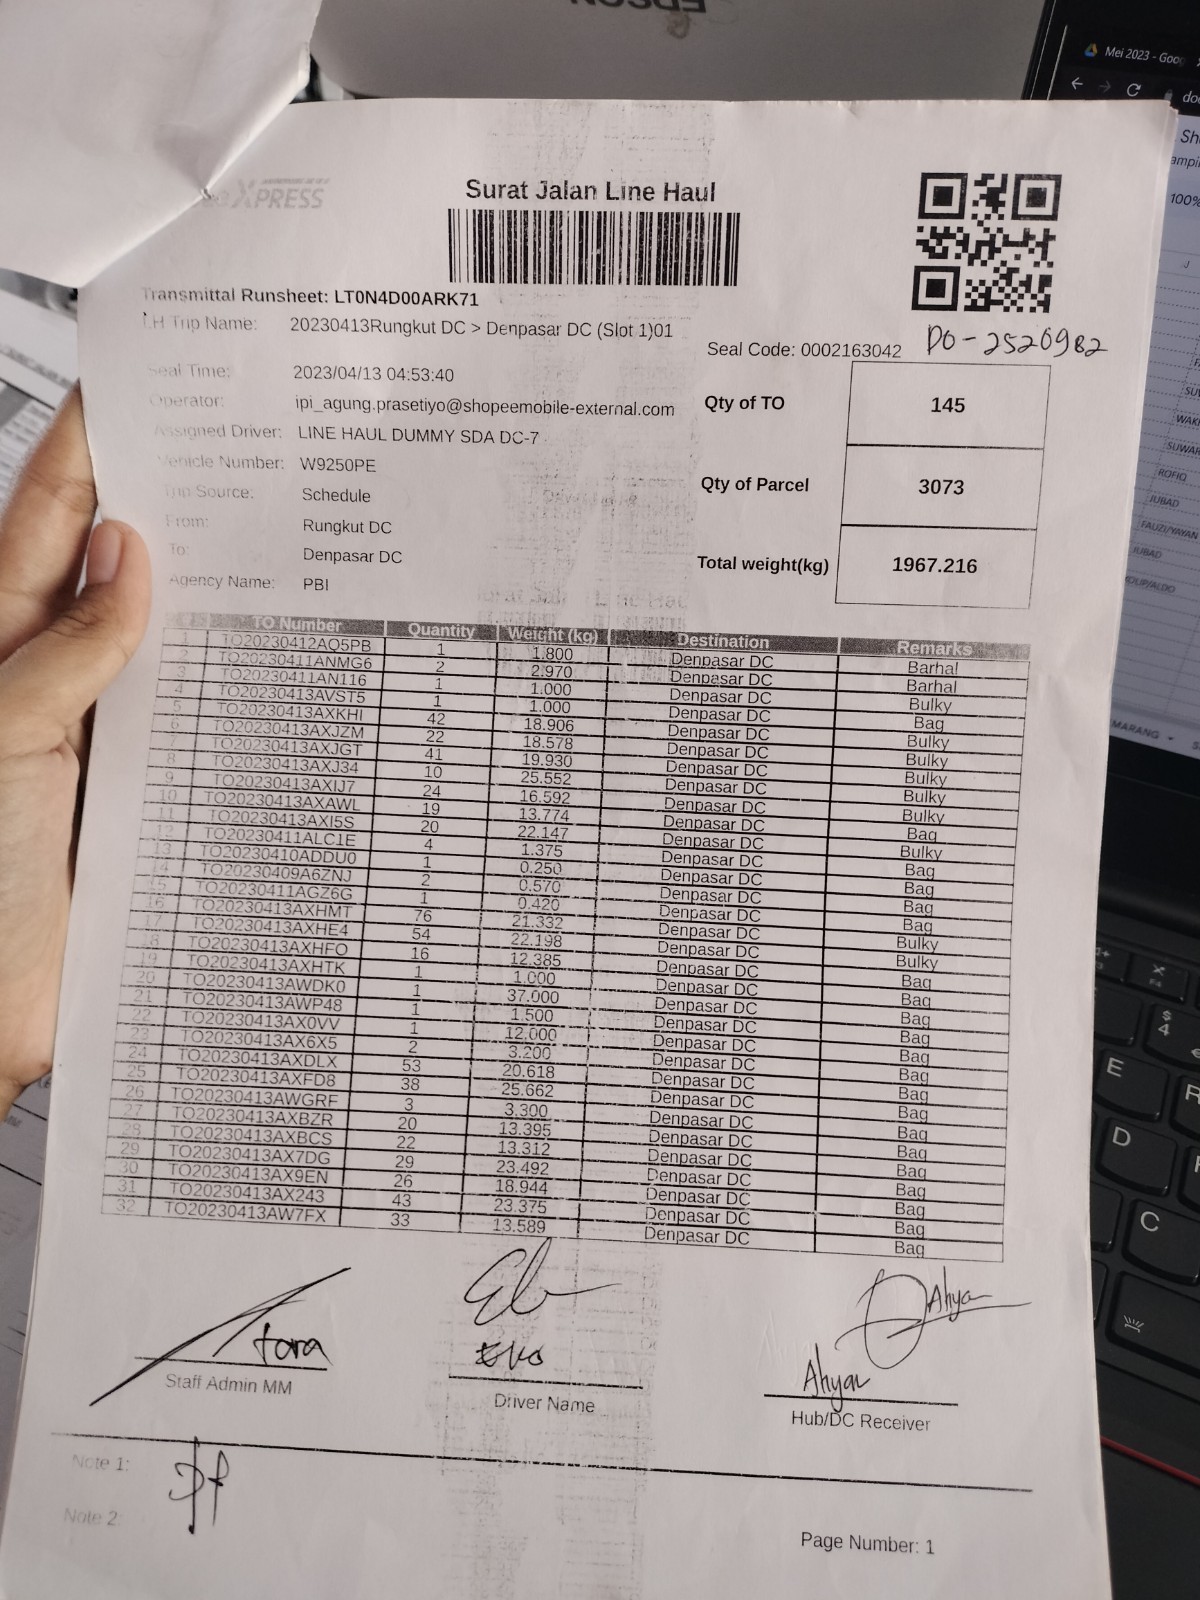 EDSON
Mei 2023 - Goog
XPRESS
Surat Jalan Line Haul
Transmittal Runsheet: LT0N4D00ARK71
LH Trip Name: 20230413Rungkut DC > Denpasar DC (Slot 1)01
Seal Code: 0002163042 DO-2520982
Seal Time: 2023/04/13 04:53:40
Operator: ipi_agung.prasetiyo@shopeemobile-external.com
Qty of TO 145
Assigned Driver: LINE HAUL DUMMY SDA DC-7
Vehicle Number: W9250PE
Qty of Parcel 3073
Trip Source: Schedule
From: Rungkut DC
To: Denpasar DC
Total weight(kg) 1967.216
Agency Name: PBI
TO Number Quantity Weight (kg) Destination Remarks
1 TO20230412AQ5PB 1 1.800 Denpasar DC Barhal
2 TO20230411ANMG6 2 2.970 Denpasar DC Barhal
3 TO20230411AN116 1 1.000 Denpasar DC Bulky
4 TO20230413AVST5 1 1.000 Denpasar DC Bag
5 TO20230413AXKHI 42 18.906 Denpasar DC Bulky
6 TO20230413AXJZM 22 18.578 Denpasar DC Bulky
7 TO20230413AXJGT 41 19.930 Denpasar DC Bulky
8 TO20230413AXJ34 10 25.552 Denpasar DC Bulky
9 TO20230413AXIJ7 24 16.592 Denpasar DC Bulky
10 TO20230413AXAWL 19 13.774 Denpasar DC Bag
11 TO20230413AXI5S 20 22.147 Denpasar DC Bulky
12 TO20230411ALC1E 4 1.375 Denpasar DC Bag
13 TO20230410ADDU0 1 0.250 Denpasar DC Bag
14 TO20230409A6ZNJ 2 0.570 Denpasar DC Bag
15 TO20230411AGZ6G 1 0.420 Denpasar DC Bag
16 TO20230413AXHMT 76 21.332 Denpasar DC Bulky
17 TO20230413AXHE4 54 22.198 Denpasar DC Bulky
18 TO20230413AXHFO 16 12.385 Denpasar DC Bag
19 TO20230413AXHTK 1 1.000 Denpasar DC Bag
20 TO20230413AWDK0 1 37.000 Denpasar DC Bag
21 TO20230413AWP48 1 1.500 Denpasar DC Bag
22 TO20230413AX0VV 1 12.000 Denpasar DC Bag
23 TO20230413AX6X5 2 3.200 Denpasar DC Bag
24 TO20230413AXDLX 53 20.618 Denpasar DC Bag
25 TO20230413AXFD8 38 25.662 Denpasar DC Bag
26 TO20230413AWGRF 3 3.300 Denpasar DC Bag
27 TO20230413AXBZR 20 13.395 Denpasar DC Bag
28 TO20230413AXBCS 22 13.312 Denpasar DC Bag
29 TO20230413AX7DG 29 23.492 Denpasar DC Bag
30 TO20230413AX9EN 26 18.944 Denpasar DC Bag
31 TO20230413AX243 43 23.375 Denpasar DC Bag
32 TO20230413AW7FX 33 13.589 Denpasar DC Bag
tora
Staff Admin MM
Eko
Driver Name
Ahyar
Ahyar
Hub/DC Receiver
Note 1:
Note 2:
Page Number: 1
100%
WAK
SUWAR
ROFIQ
JUBAD
FAUZI/YAYAN
JUBAD
MARANG
$
4
E
R
D
C